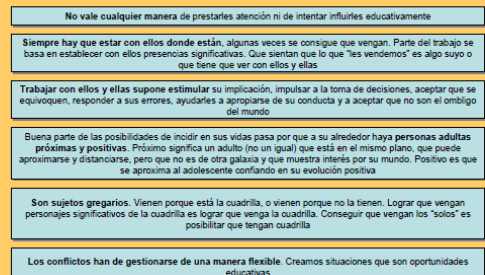 No vale cualquier manera de prestarles atención ni de intentar influirles educativamente
Siempre hay que estar con ellos donde están, algunas veces se consigue que vengan. Parte del trabajo se
basa en establecer con ellos presencias significativas. Que sientan que lo que "les vendemos" es algo suyo o
que tiene que ver con ellos y ellas
Trabajar con ellos y ellas supone estimular su implicación, impulsar a la toma de decisiones, aceptar que se
equivoquen, responder a sus errores, ayudarles a apropiarse de su conducta y a aceptar que no son el ombligo
del mundo
Buena parte de las posibilidades de incidir en sus vidas pasa por que a su alrededor haya personas adultas
próximas y positivas. Próximo significa un adulto (no un igual) que está en el mismo plano, que puede
aproximarse y distanciarse, pero que no es de otra galaxia y que muestra interés por su mundo. Positivo es que
se aproxima al adolescente confiando en su evolución positiva
Son sujetos gregarios. Vienen porque está la cuadrilla, o vienen porque no la tienen. Lograr que vengan
personajes significativos de la cuadrilla es lograr que venga la cuadrilla. Conseguir que vengan los "solos" es
posibilitar que tengan cuadrilla
Los conflictos han de gestionarse de una manera flexible. Creamos situaciones que son oportunidades
educativas